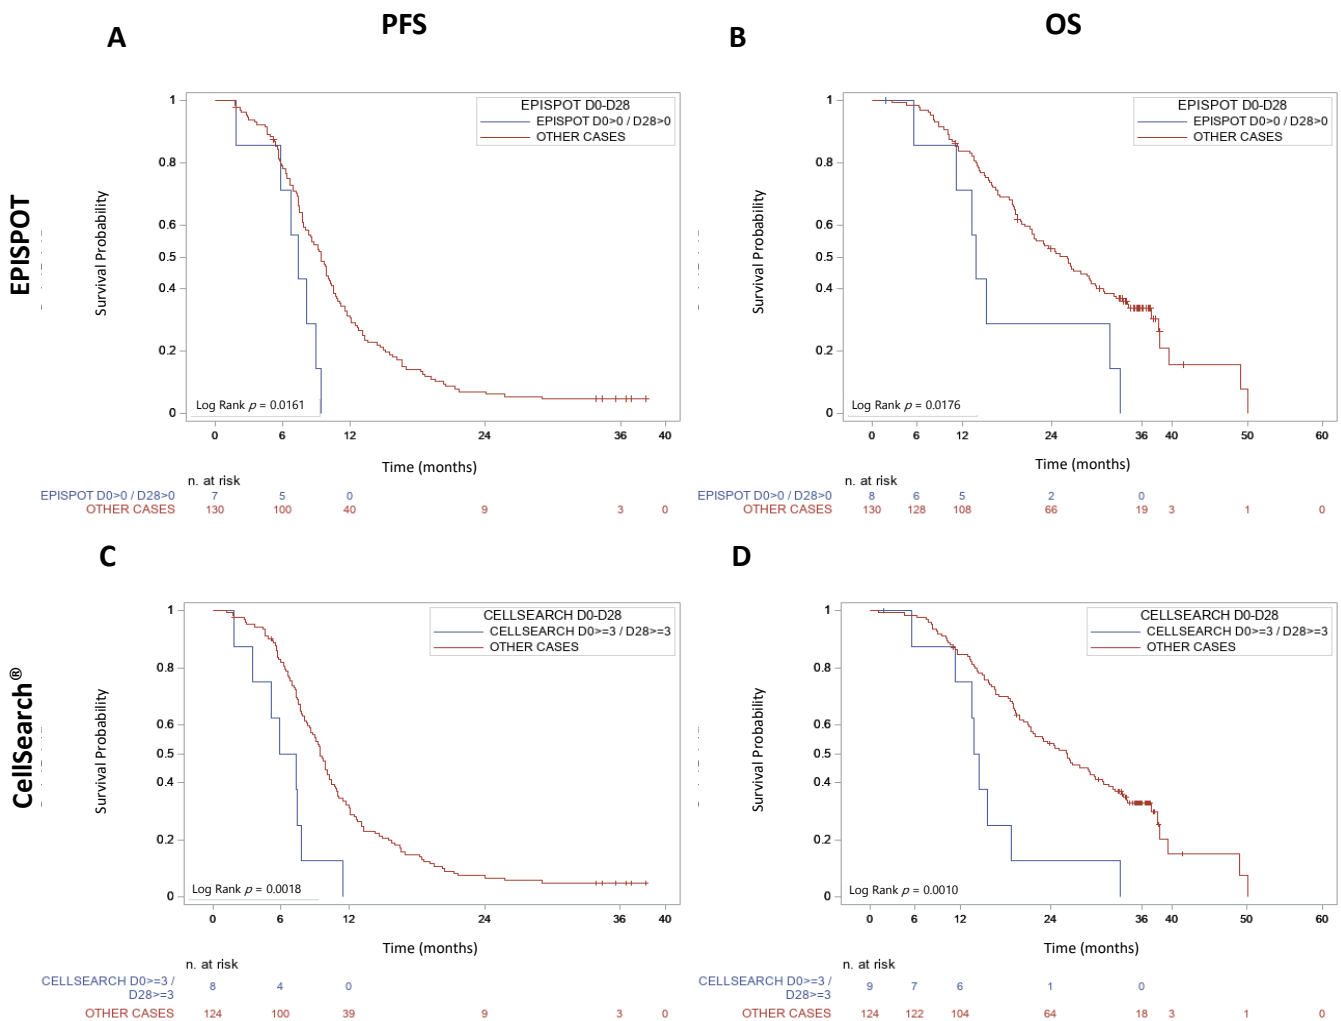 PFS
OS
A
B
EPISPOT
Survival Probability
1
0.8
0.6
0.5
0.4
0.2
0
EPISPOT D0-D28
EPISPOT D0>0 / D28>0
OTHER CASES
Log Rank p = 0.0161
0 6 12 24 36 40
Time (months)
n. at risk
EPISPOT D0>0 / D28>0 7 5 0
OTHER CASES 130 100 40 9 3 0
Survival Probability
1
0.8
0.6
0.5
0.4
0.2
0
EPISPOT D0-D28
EPISPOT D0>0 / D28>0
OTHER CASES
Log Rank p = 0.0176
0 6 12 24 36 40 50 60
Time (months)
n. at risk
EPISPOT D0>0 / D28>0 8 6 5 2 0
OTHER CASES 130 128 108 66 19 3 1 0
C
D
CellSearch®
Survival Probability
1
0.8
0.6
0.5
0.4
0.2
0
CELLSEARCH D0-D28
CELLSEARCH D0>=3 / D28>=3
OTHER CASES
Log Rank p = 0.0018
0 6 12 24 36 40
Time (months)
n. at risk
CELLSEARCH D0>=3 /
D28>=3 8 4 0
OTHER CASES 124 100 39 9 3 0
Survival Probability
1
0.8
0.6
0.5
0.4
0.2
0
CELLSEARCH D0-D28
CELLSEARCH D0>=3 / D28>=3
OTHER CASES
Log Rank p = 0.0010
0 6 12 24 36 40 50 60
Time (months)
n. at risk
CELLSEARCH D0>=3 /
D28>=3 9 7 6 1 0
OTHER CASES 124 122 104 64 18 3 1 0